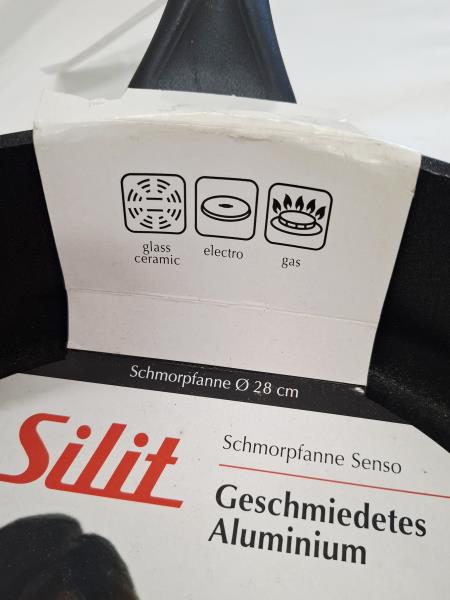 glass
ceramic
electro
gas
Schmorpfanne Ø 28 cm
Silit
Schmorpfanne Senso
Geschmiedetes
Aluminium